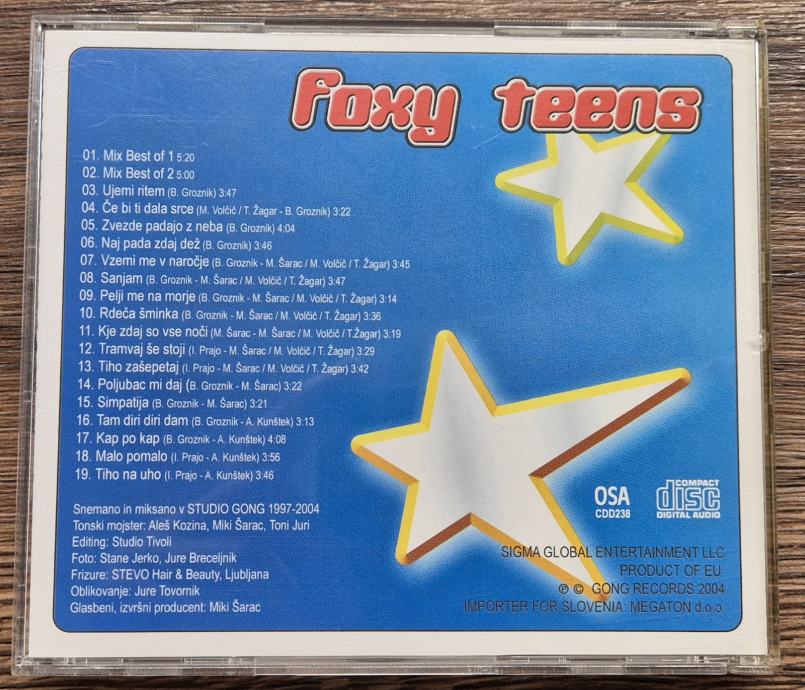 foxy teens
01. Mix Best of 1 5:20
02. Mix Best of 2 5:00
03. Ujemi ritem (B. Groznik) 3:47
04. Če bi ti dala srce (M. Volčič / T. Žagar - B. Groznik) 3:22
05. Zvezde padajo z neba (B. Groznik) 4:04
06. Naj pada zdaj dež (B. Groznik) 3:46
07. Vzemi me v naročje (B. Groznik - M. Šarac / M. Volčič / T. Žagar) 3:45
08. Sanjam (B. Groznik - M. Šarac / M. Volčič / T. Žagar) 3:47
09. Pelji me na morje (B. Groznik - M. Šarac / M. Volčič / T. Žagar) 3:14
10. Rdeča šminka (B. Groznik - M. Šarac / M. Volčič / T. Žagar) 3:36
11. Kje zdaj so vse noči (M. Šarac - M. Šarac / M. Volčič / T.Žagar) 3:19
12. Tramvaj še stoji (I. Prajo - M. Šarac / M. Volčič / T. Žagar) 3:29
13. Tiho zašepetaj (I. Prajo - M. Šarac / M. Volčič / T. Žagar) 3:42
14. Poljubac mi daj (B. Groznik - M. Šarac) 3:22
15. Simpatija (B. Groznik - M. Šarac) 3:21
16. Tam diri diri dam (B. Groznik - A. Kunštek) 3:13
17. Kap po kap (B. Groznik - A. Kunštek) 4:08
18. Malo pomalo (I. Prajo - A. Kunštek) 3:56
19. Tiho na uho (I. Prajo - A. Kunštek) 3:46
Snemano in miksano v STUDIO GONG 1997-2004
Tonski mojster: Aleš Kozina, Miki Šarac, Toni Juri
Editing: Studio Tivoli
Foto: Stane Jerko, Jure Breceljnik
Frizure: STEVO Hair & Beauty, Ljubljana
Oblikovanje: Jure Tovornik
Glasbeni, izvršni producent: Miki Šarac
OSA
CDD238
COMPACT
disc
DIGITAL AUDIO
SIGMA GLOBAL ENTERTAINMENT LLC
PRODUCT OF EU
℗ © GONG RECORDS 2004
IMPORTER FOR SLOVENIA: MEGATON d.o.o.